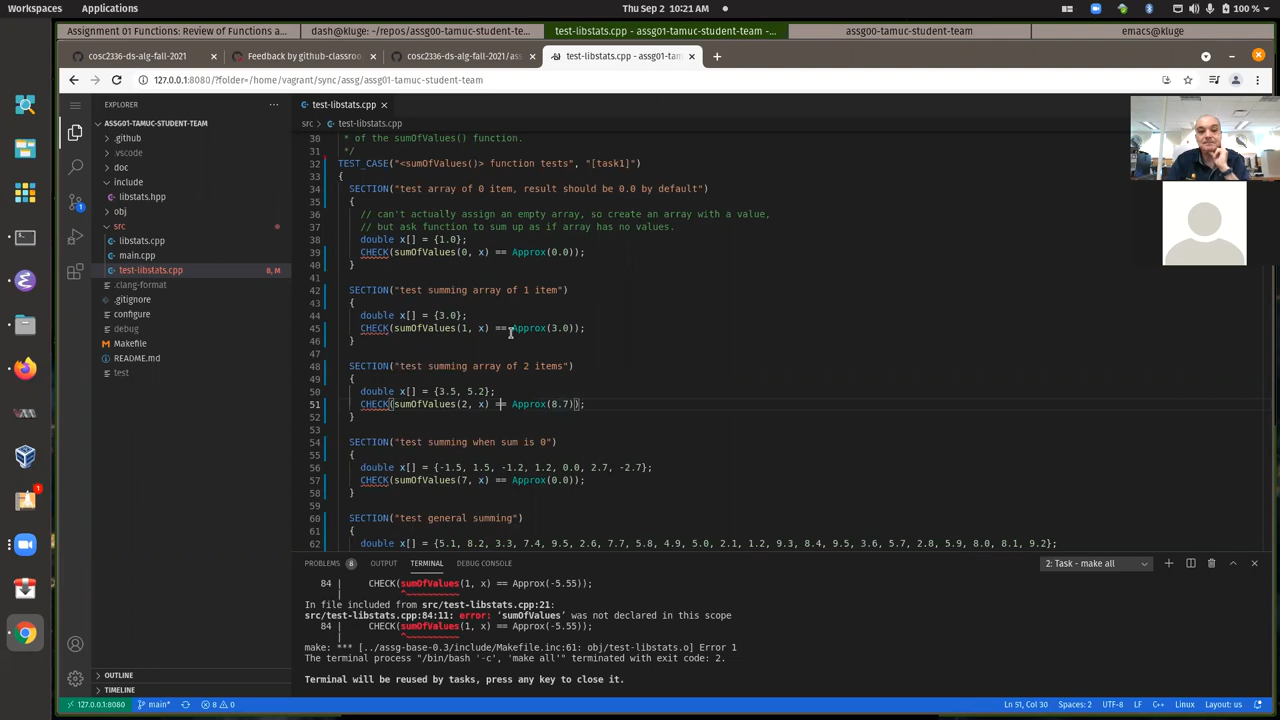 Activities
Applications
Thu Sep 2 10:21 AM
100 %
Assignment 01 Functions: Review of Functions a...
dash@kluge: ~/repos/assg00-tamuc-student-te...
test-libstats.cpp - assg01-tamuc-student-team -...
assg00-tamuc-student-team
emacs@kluge
cosc2336-ds-alg-fall-2021
Feedback by github-classroo
cosc2336-ds-alg-fall-2021/ass
test-libstats.cpp - assg01-tam
127.0.0.1:8080/?folder=/home/vagrant/sync/assg/assg01-tamuc-student-team
EXPLORER
ASSG01-TAMUC-STUDENT-TEAM
.github
.vscode
doc
include
libstats.hpp
obj
src
libstats.cpp
main.cpp
test-libstats.cpp 8, M
.clang-format
.gitignore
configure
debug
Makefile
README.md
test
OUTLINE
TIMELINE
1
1
test-libstats.cpp
src > test-libstats.cpp
30 * of the sumOfValues() function.
31 */
32 TEST_CASE("<sumOfValues()> function tests", "[task1]")
33 {
34 SECTION("test array of 0 item, result should be 0.0 by default")
35 {
36 // can't actually assign an empty array, so create an array with a value,
37 // but ask function to sum up as if array has no values.
38 double x[] = {1.0};
39 CHECK(sumOfValues(0, x) == Approx(0.0));
40 }
41
42 SECTION("test summing array of 1 item")
43 {
44 double x[] = {3.0};
45 CHECK(sumOfValues(1, x) == Approx(3.0));
46 }
47
48 SECTION("test summing array of 2 items")
49 {
50 double x[] = {3.5, 5.2};
51 CHECK(sumOfValues(2, x) == Approx(8.7));
52 }
53
54 SECTION("test summing when sum is 0")
55 {
56 double x[] = {-1.5, 1.5, -1.2, 1.2, 0.0, 2.7, -2.7};
57 CHECK(sumOfValues(7, x) == Approx(0.0));
58 }
59
60 SECTION("test general summing")
61 {
62 double x[] = {5.1, 8.2, 3.3, 7.4, 9.5, 2.6, 7.7, 5.8, 4.9, 5.0, 2.1, 1.2, 9.3, 8.4, 9.5, 3.6, 5.7, 2.8, 5.9, 8.0, 8.1, 9.2};
PROBLEMS 8 OUTPUT TERMINAL DEBUG CONSOLE
2: Task - make all
84 | CHECK(sumOfValues(1, x) == Approx(-5.55));
| ^~~~~~~~~~~
In file included from src/test-libstats.cpp:21:
src/test-libstats.cpp:84:11: error: ‘sumOfValues’ was not declared in this scope
84 | CHECK(sumOfValues(1, x) == Approx(-5.55));
| ^~~~~~~~~~~
make: *** [../assg-base-0.3/include/Makefile.inc:61: obj/test-libstats.o] Error 1
The terminal process "/bin/bash '-c', 'make all'" terminated with exit code: 2.
Terminal will be reused by tasks, press any key to close it.
127.0.0.1:8080
main*
8 0
Ln 51, Col 30
Spaces: 2
UTF-8
LF
C++
Linux
Layout: us